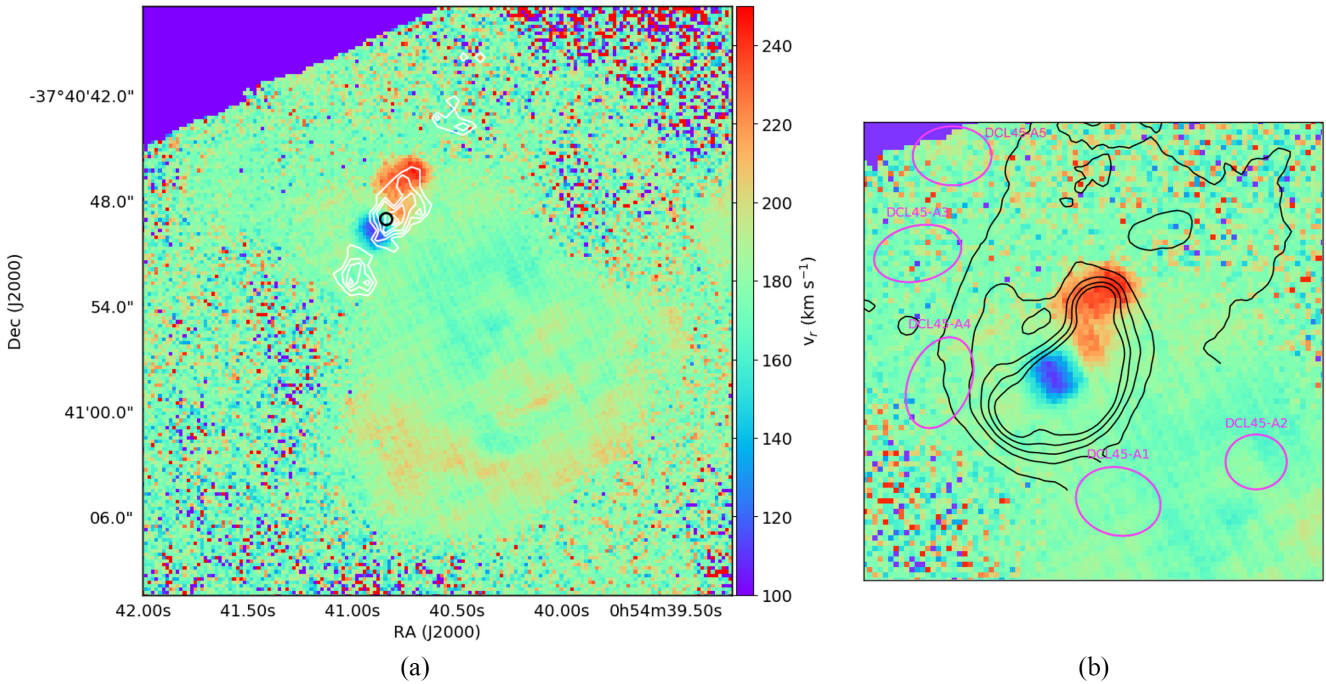 -37°40'42.0"
48.0"
54.0"
41'00.0"
06.0"
Dec (J2000)
42.00s 41.50s 41.00s 40.50s 40.00s 0h54m39.50s
RA (J2000)
240
220
200
180
160
140
120
100
v_r (km s⁻¹)
(a)
DCL45-A5
DCL45-A3
DCL45-A4
DCL45-A2
DCL45-A1
(b)